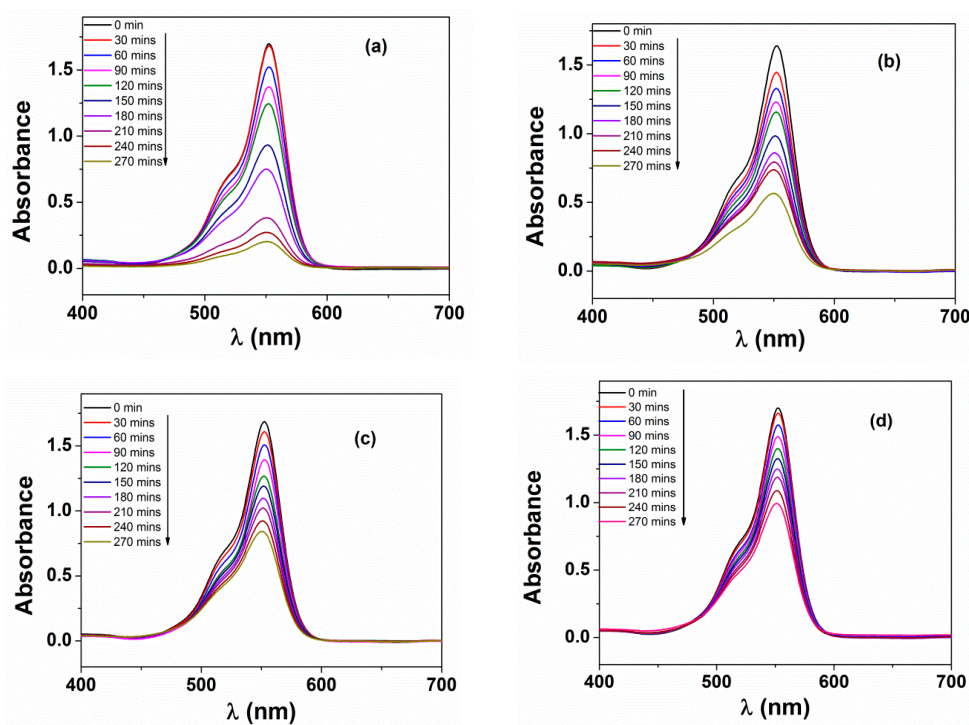 (a)
0 min
30 mins
60 mins
90 mins
120 mins
150 mins
180 mins
210 mins
240 mins
270 mins
Absorbance
1.5
1.0
0.5
0.0
400
500
600
700
λ (nm)
(b)
0 min
30 mins
60 mins
90 mins
120 mins
150 mins
180 mins
210 mins
240 mins
270 mins
Absorbance
1.5
1.0
0.5
0.0
400
500
600
700
λ (nm)
(c)
0 min
30 mins
60 mins
90 mins
120 mins
150 mins
180 mins
210 mins
240 mins
270 mins
Absorbance
1.5
1.0
0.5
0.0
400
500
600
700
λ (nm)
(d)
0 min
30 mins
60 mins
90 mins
120 mins
150 mins
180 mins
210 mins
240 mins
270 mins
Absorbance
1.5
1.0
0.5
0.0
400
500
600
700
λ (nm)